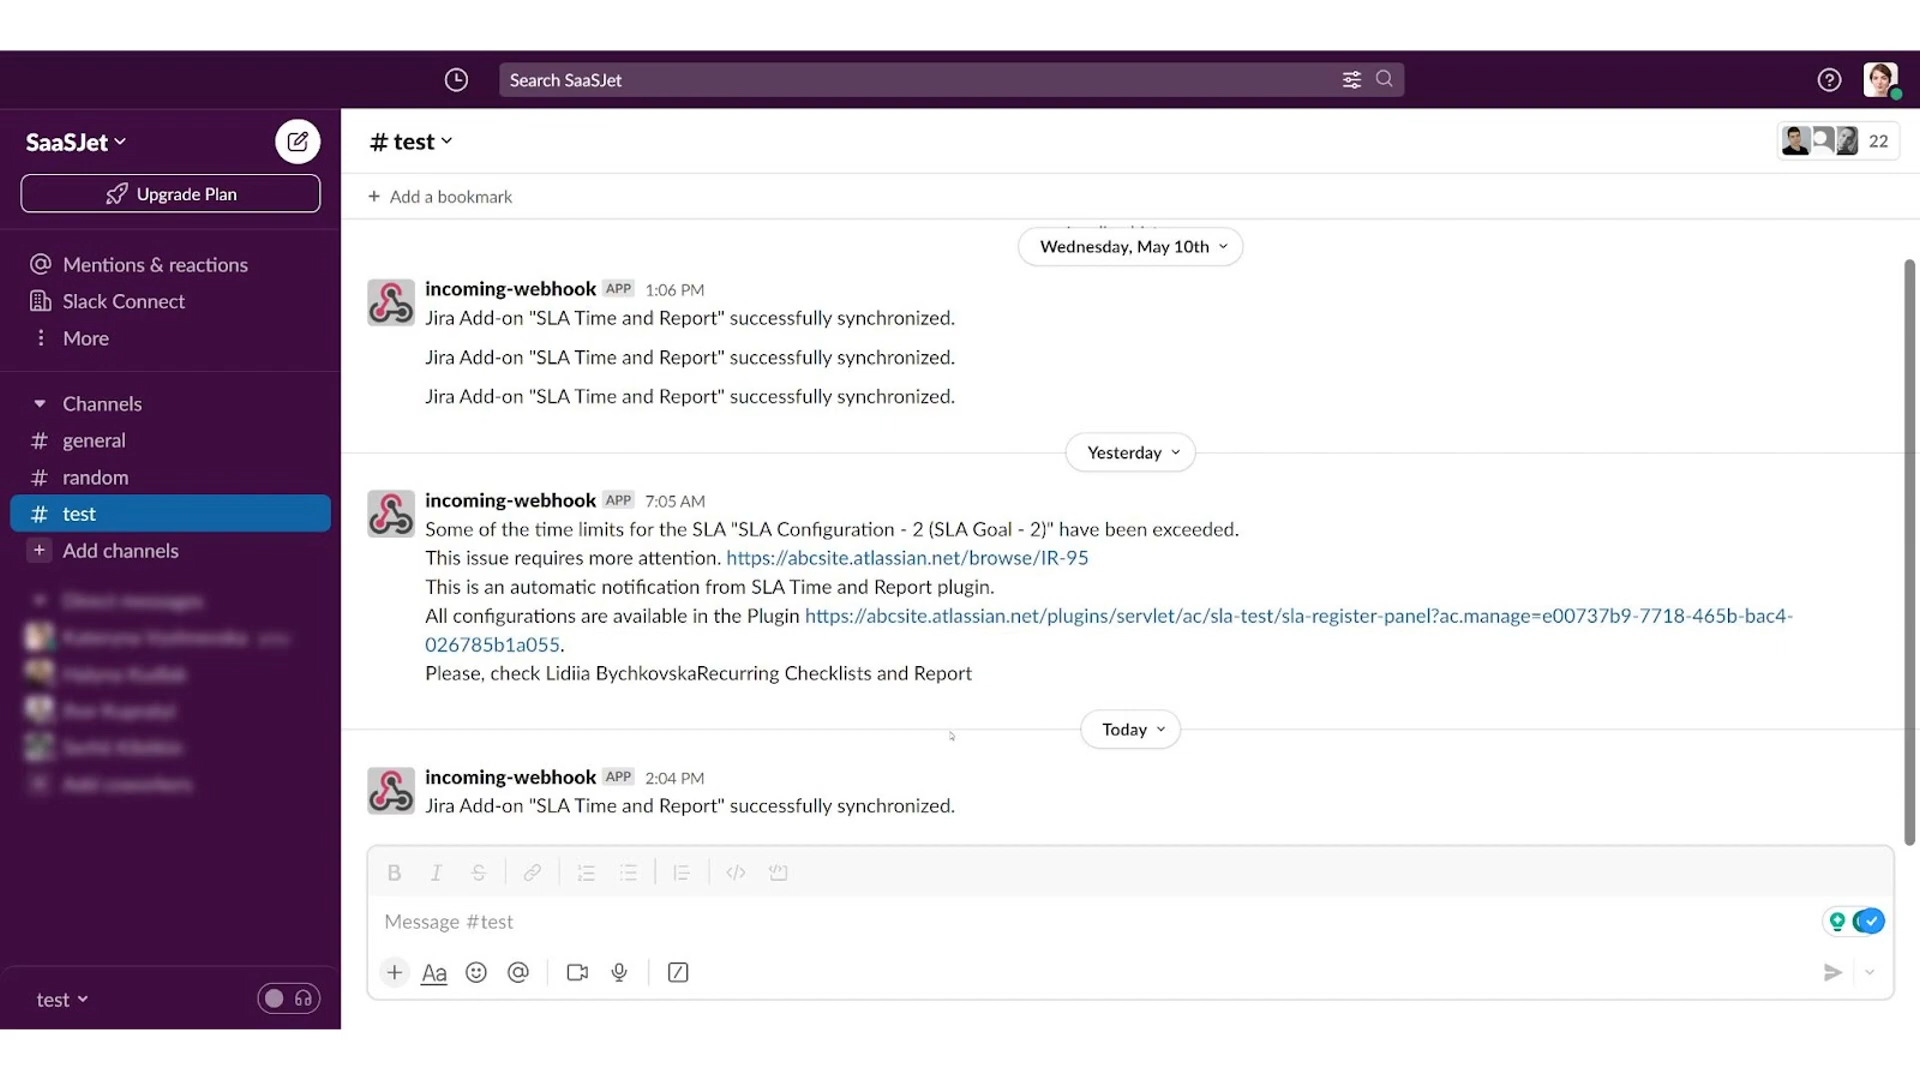 Search SaaSJet
SaaSJet
# test
22
Upgrade Plan
+ Add a bookmark
Mentions & reactions
Slack Connect
More
Channels
# general
# random
# test
+ Add channels
Wednesday, May 10th
incoming-webhook APP 1:06 PM
Jira Add-on "SLA Time and Report" successfully synchronized.
Jira Add-on "SLA Time and Report" successfully synchronized.
Jira Add-on "SLA Time and Report" successfully synchronized.
Yesterday
incoming-webhook APP 7:05 AM
Some of the time limits for the SLA "SLA Configuration - 2 (SLA Goal - 2)" have been exceeded.
This issue requires more attention. https://abcsite.atlassian.net/browse/IR-95
This is an automatic notification from SLA Time and Report plugin.
All configurations are available in the Plugin https://abcsite.atlassian.net/plugins/servlet/ac/sla-test/sla-register-panel?ac.manage=e00737b9-7718-465b-bac4-
026785b1a055.
Please, check Lidiia BychkovskaRecurring Checklists and Report
Today
incoming-webhook APP 2:04 PM
Jira Add-on "SLA Time and Report" successfully synchronized.
Message #test
Aa
test